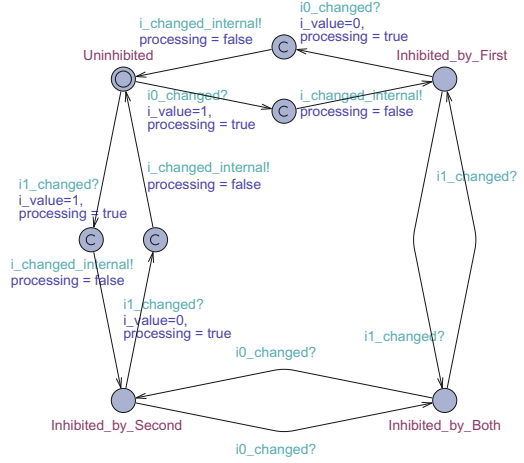 i0_changed?
i_value=0,
processing = true
i_changed_internal!
processing = false
Uninhibited
Inhibited_by_First
C
i0_changed?
i_value=1,
processing = true
C
i_changed_internal!
processing = false
i_changed_internal!
processing = false
i1_changed?
i_value=1,
processing = true
i1_changed?
C
C
i_changed_internal!
processing = false
i1_changed?
i_value=0,
processing = true
i1_changed?
i0_changed?
Inhibited_by_Second
Inhibited_by_Both
i0_changed?